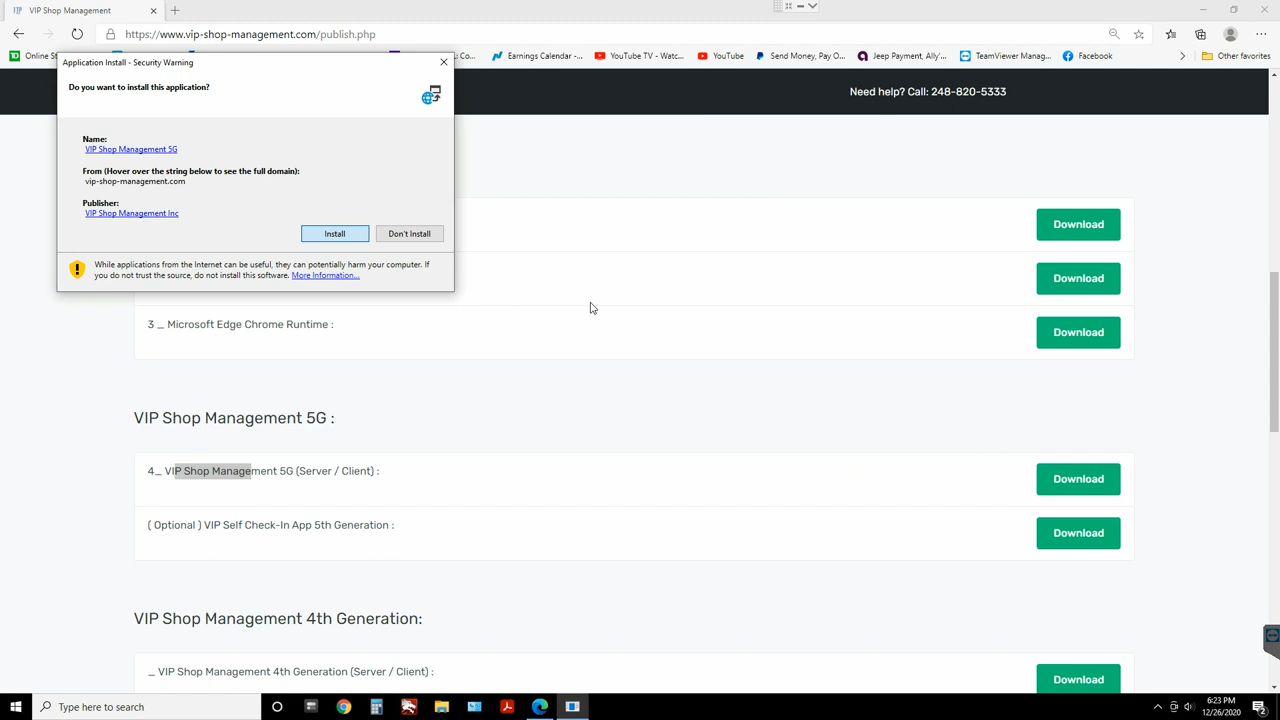 VIP Shop Management
https://www.vip-shop-management.com/publish.php
Online St
Co...
Earnings Calendar -...
YouTube TV - Watc...
YouTube
Send Money, Pay O...
Jeep Payment, Ally'...
TeamViewer Manag...
Facebook
Other favorites
Need help? Call: 248-820-5333
Application Install - Security Warning
Do you want to install this application?
Name:
VIP Shop Management 5G
From (Hover over the string below to see the full domain):
vip-shop-management.com
Publisher:
VIP Shop Management Inc
Install
Don't Install
While applications from the Internet can be useful, they can potentially harm your computer. If
you do not trust the source, do not install this software. More Information...
Download
Download
3 _ Microsoft Edge Chrome Runtime :
Download
VIP Shop Management 5G :
4_ VIP Shop Management 5G (Server / Client) :
Download
( Optional ) VIP Self Check-In App 5th Generation :
Download
VIP Shop Management 4th Generation:
_ VIP Shop Management 4th Generation (Server / Client) :
Download
Type here to search
6:23 PM
12/26/2020
2